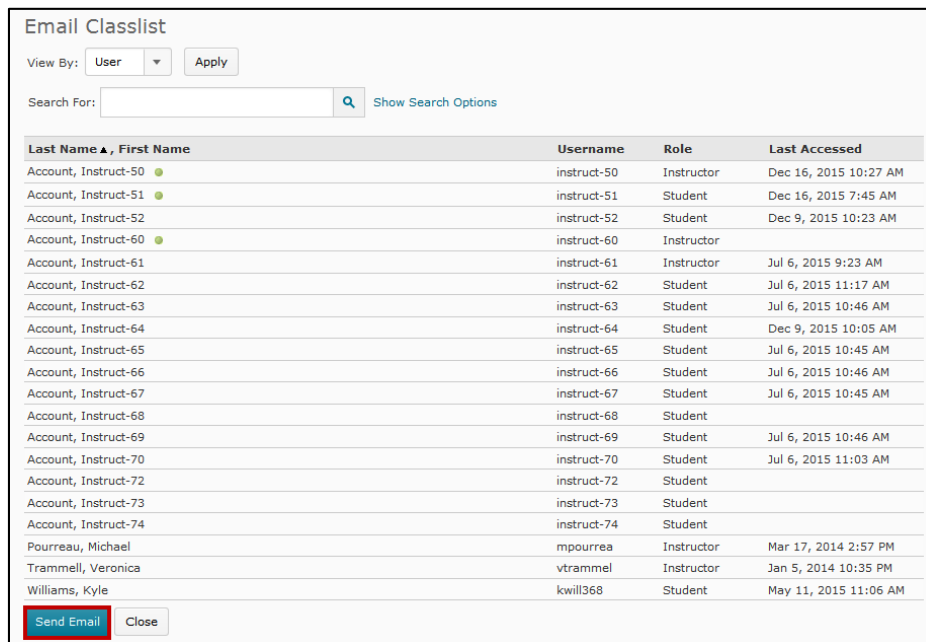 Email Classlist
View By: User Apply
Search For: Show Search Options
Last Name ▲, First Name Username Role Last Accessed
Account, Instruct-50 instruct-50 Instructor Dec 16, 2015 10:27 AM
Account, Instruct-51 instruct-51 Student Dec 16, 2015 7:45 AM
Account, Instruct-52 instruct-52 Student Dec 9, 2015 10:23 AM
Account, Instruct-60 instruct-60 Instructor
Account, Instruct-61 instruct-61 Instructor Jul 6, 2015 9:23 AM
Account, Instruct-62 instruct-62 Student Jul 6, 2015 11:17 AM
Account, Instruct-63 instruct-63 Student Jul 6, 2015 10:46 AM
Account, Instruct-64 instruct-64 Student Dec 9, 2015 10:05 AM
Account, Instruct-65 instruct-65 Student Jul 6, 2015 10:45 AM
Account, Instruct-66 instruct-66 Student Jul 6, 2015 10:46 AM
Account, Instruct-67 instruct-67 Student Jul 6, 2015 10:45 AM
Account, Instruct-68 instruct-68 Student
Account, Instruct-69 instruct-69 Student Jul 6, 2015 10:46 AM
Account, Instruct-70 instruct-70 Student Jul 6, 2015 11:03 AM
Account, Instruct-72 instruct-72 Student
Account, Instruct-73 instruct-73 Student
Account, Instruct-74 instruct-74 Student
Pourreau, Michael mpourrea Instructor Mar 17, 2014 2:57 PM
Trammell, Veronica vtrammel Instructor Jan 5, 2014 10:35 PM
Williams, Kyle kwill368 Student May 11, 2015 11:06 AM
Send Email Close